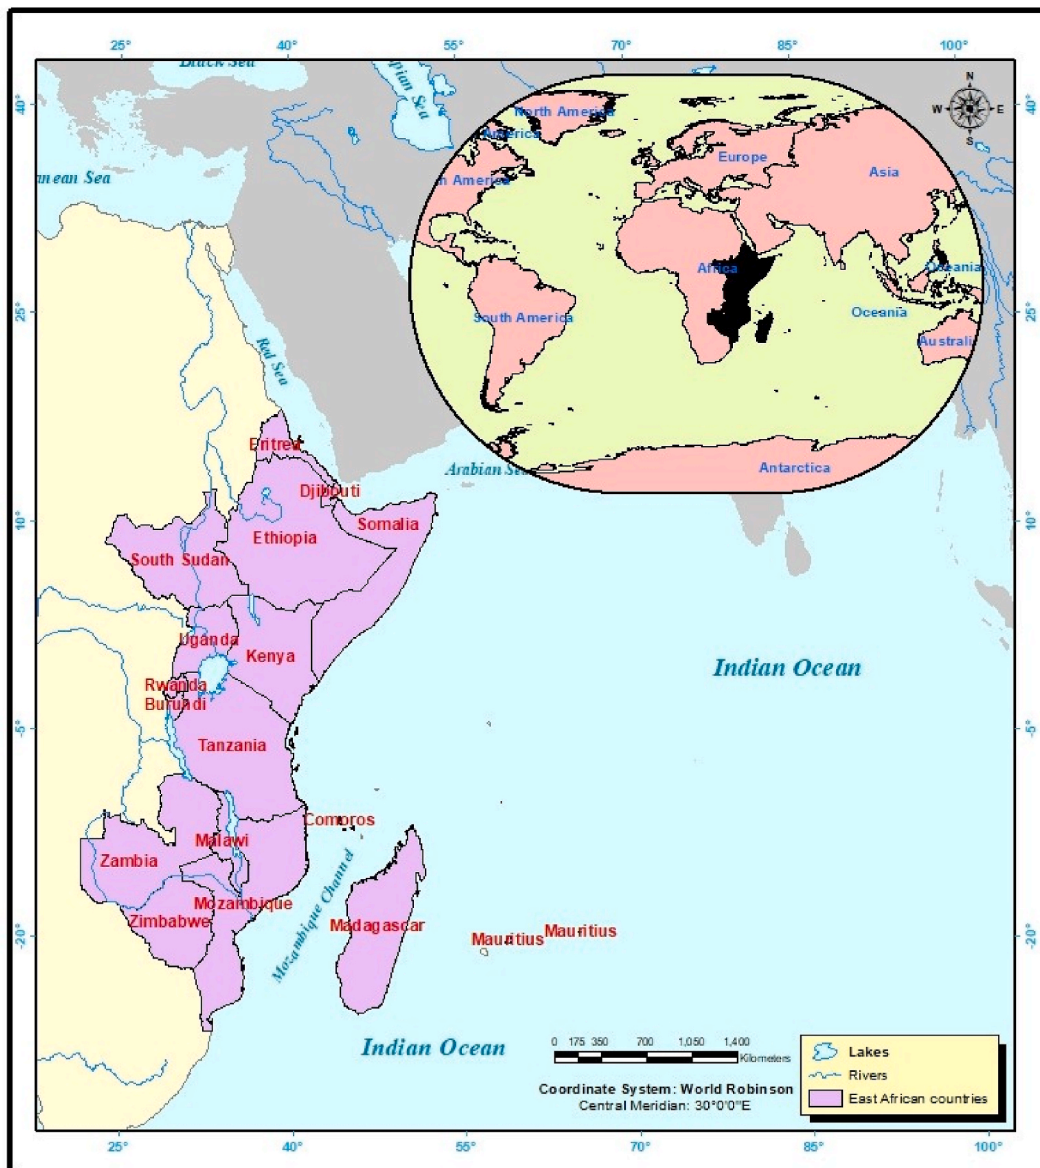 25° 40° 55° 70° 85° 100°
Black Sea
pian Sea
40°
40°
N
W E
S
North America
America
n America
Europe
Asia
anean Sea
Africa
Oceania
South America
Oceania
Australi
Antarctica
25°
25°
Red Sea
Arabian Sea
Eritrea
Djibouti
Somalia
Ethiopia
South Sudan
10°
10°
Uganda
Kenya
Rwanda
Burundi
Indian Ocean
-5°
-5°
Tanzania
Comoros
Malawi
Zambia
Mozambique Channel
Mozambique
Zimbabwe
Madagascar
Mauritius
Mauritius
-20°
-20°
Indian Ocean
0 175 350 700 1,050 1,400
Kilometers
Coordinate System: World Robinson
Central Meridian: 30°0'0"E
Lakes
Rivers
East African countries
25° 40° 55° 70° 85° 100°